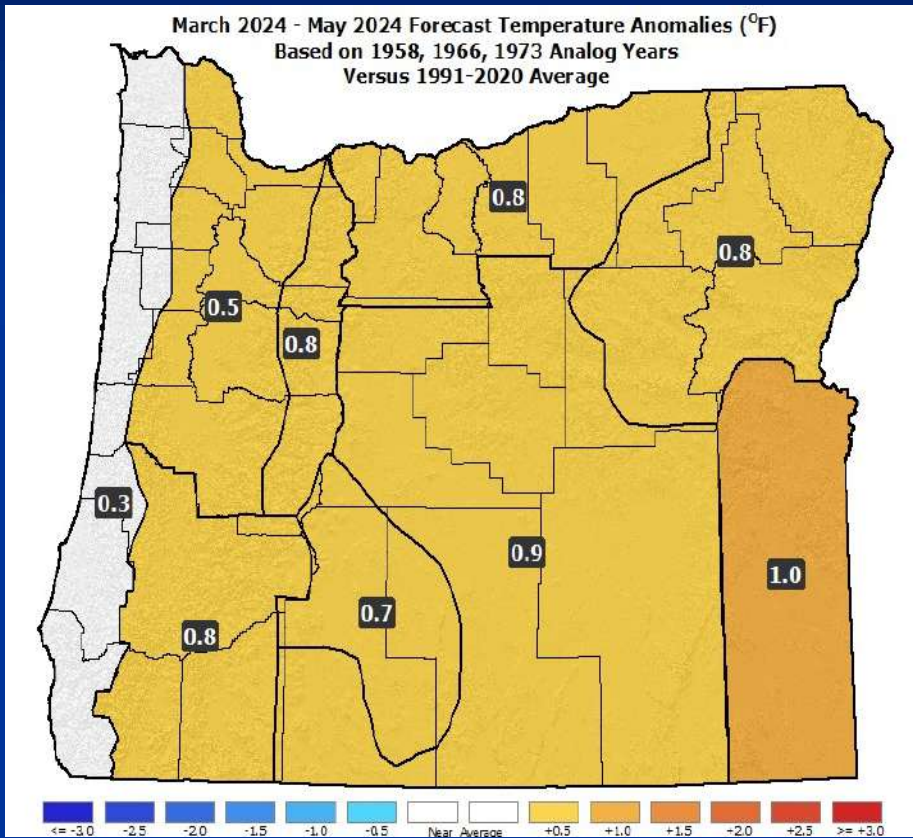 March 2024 - May 2024 Forecast Temperature Anomalies (°F)
Based on 1958, 1966, 1973 Analog Years
Versus 1991-2020 Average
0.8
0.8
0.5
0.8
0.3
0.9
1.0
0.7
0.8
<= -3.0 -2.5 -2.0 -1.5 -1.0 -0.5 Near Average +0.5 +1.0 +1.5 +2.0 +2.5 >= +3.0